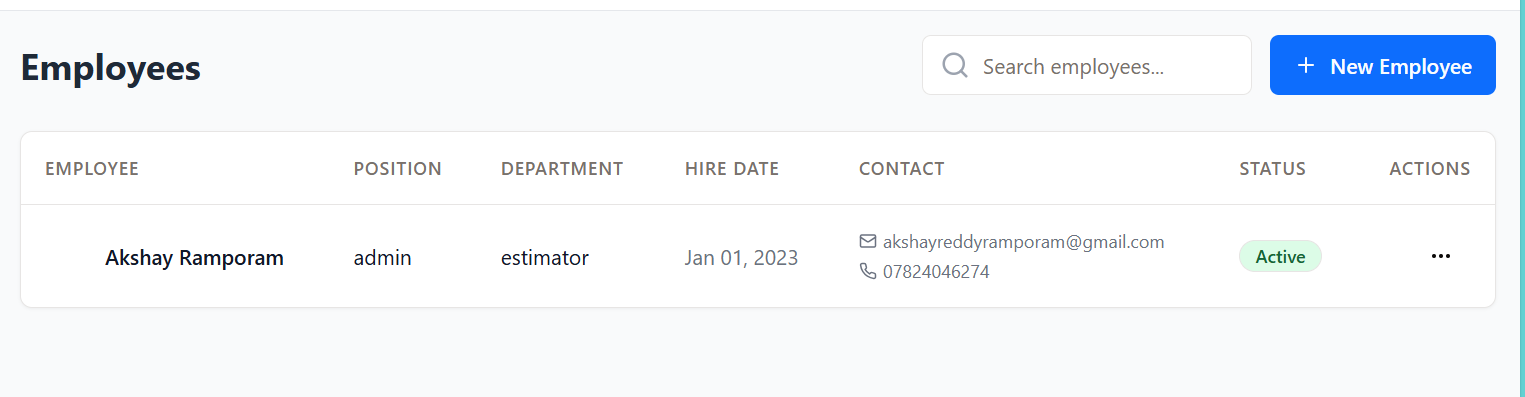 Employees
Search employees...
New Employee
EMPLOYEE POSITION DEPARTMENT HIRE DATE CONTACT STATUS ACTIONS
Akshay Ramporam admin estimator Jan 01, 2023 akshayreddyramporam@gmail.com Active
07824046274